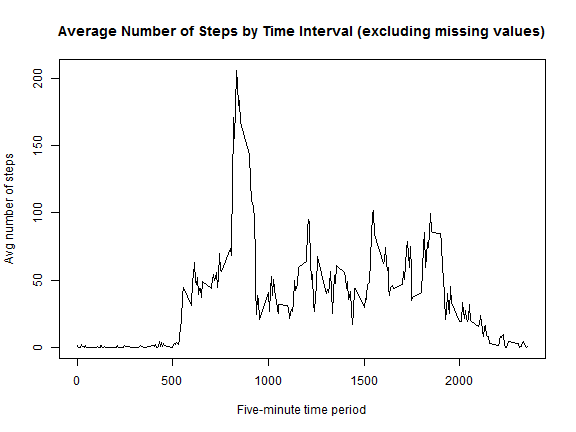 Average Number of Steps by Time Interval (excluding missing values)
200
150
100
50
0
Avg number of steps
0 500 1000 1500 2000
Five-minute time period